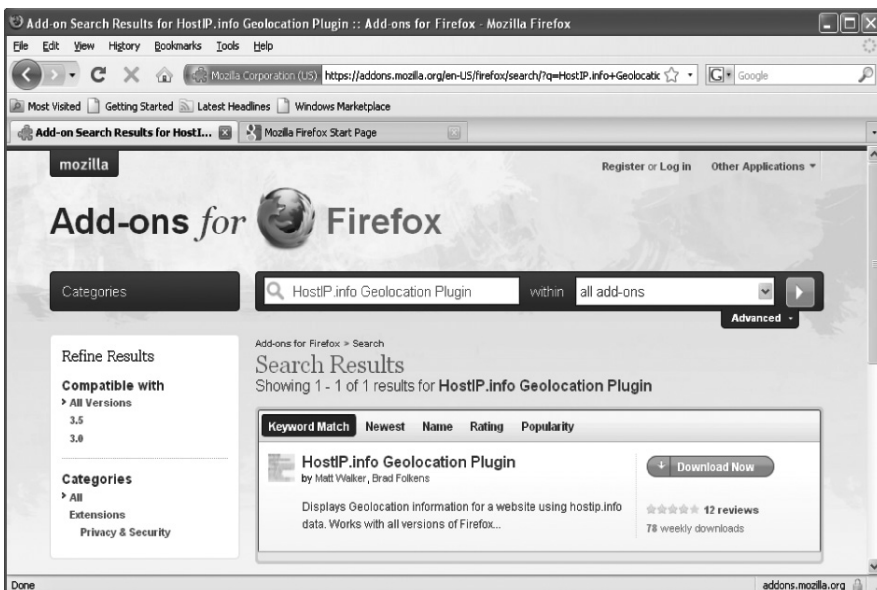 Add-on Search Results for HostIP.info Geolocation Plugin :: Add-ons for Firefox - Mozilla Firefox
File Edit View History Bookmarks Tools Help
Mozilla Corporation (US) https://addons.mozilla.org/en-US/firefox/search/?q=HostIP.info+Geolocatic G Google
Most Visited Getting Started Latest Headlines Windows Marketplace
Add-on Search Results for HostI... Mozilla Firefox Start Page
mozilla
Register or Log in Other Applications
Add-ons for Firefox
Categories HostIP.info Geolocation Plugin within all add-ons
Advanced
Refine Results
Compatible with
All Versions
3.5
3.0
Categories
All
Extensions
Privacy & Security
Add-ons for Firefox > Search
Search Results
Showing 1 - 1 of 1 results for HostIP.info Geolocation Plugin
Keyword Match Newest Name Rating Popularity
HostIP.info Geolocation Plugin
by Matt Walker, Brad Folkens
Displays Geolocation information for a website using hostip.info
data. Works with all versions of Firefox...
Download Now
12 reviews
78 weekly downloads
Done addons.mozilla.org